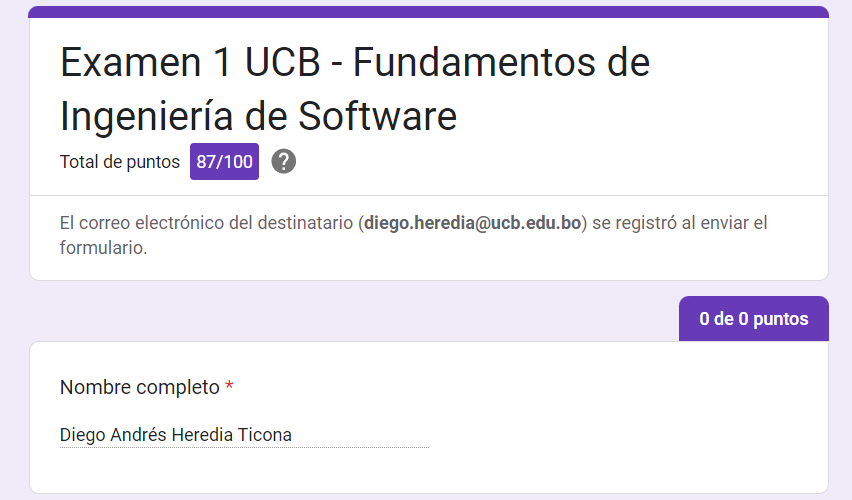 Examen 1 UCB - Fundamentos de
Ingeniería de Software
Total de puntos 87/100 ?
El correo electrónico del destinatario (diego.heredia@ucb.edu.bo) se registró al enviar el
formulario.
0 de 0 puntos
Nombre completo *
Diego Andrés Heredia Ticona